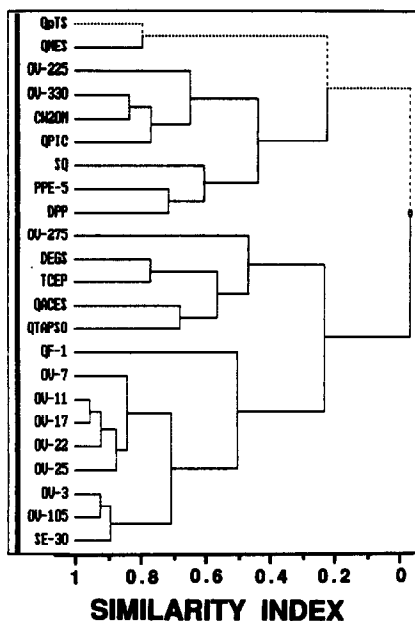 QpTS
QMES
OV-225
OV-330
CW20M
QPIC
SQ
PPE-5
DPP
OV-275
DEGS
TCEP
QACES
QTAPSO
QF-1
OV-7
OV-11
OV-17
OV-22
OV-25
OV-3
OV-105
SE-30
1 0.8 0.6 0.4 0.2 0
SIMILARITY INDEX